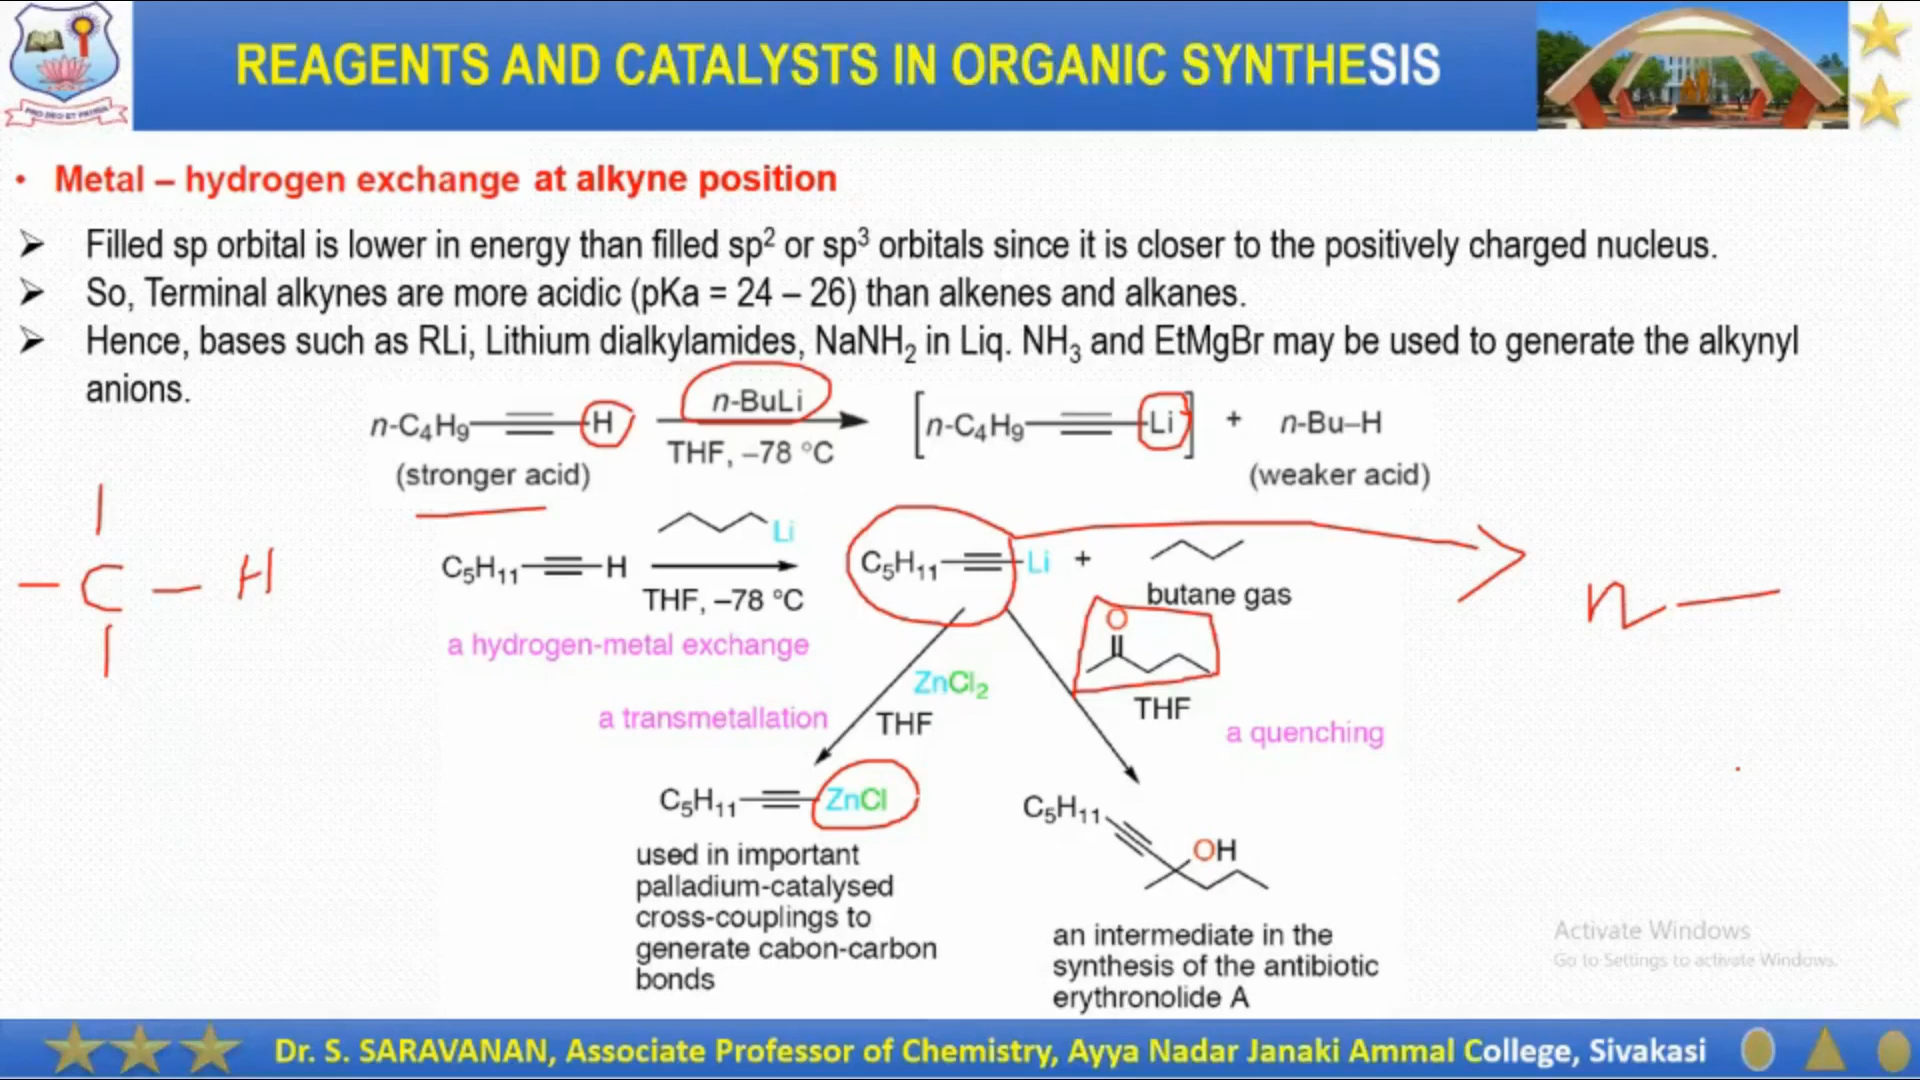 REAGENTS AND CATALYSTS IN ORGANIC SYNTHESIS
PRO DEO ET PATRIA
• Metal – hydrogen exchange at alkyne position
➢ Filled sp orbital is lower in energy than filled sp² or sp³ orbitals since it is closer to the positively charged nucleus.
➢ So, Terminal alkynes are more acidic (pKa = 24 – 26) than alkenes and alkanes.
➢ Hence, bases such as RLi, Lithium dialkylamides, NaNH₂ in Liq. NH₃ and EtMgBr may be used to generate the alkynyl
anions.
n-C₄H₉ ≡ H n-BuLi [n-C₄H₉ ≡ Li] + n-Bu–H
THF, –78 °C
(stronger acid) (weaker acid)
Li
C₅H₁₁ ≡ H C₅H₁₁ ≡ Li +
THF, –78 °C butane gas
– C – H
n –
a hydrogen-metal exchange
O
ZnCl₂
THF
a transmetallation THF
a quenching
C₅H₁₁ ≡ ZnCl C₅H₁₁
OH
used in important
palladium-catalysed
cross-couplings to
generate cabon-carbon
bonds
an intermediate in the
synthesis of the antibiotic
erythronolide A
Activate Windows
Go to Settings to activate Windows.
Dr. S. SARAVANAN, Associate Professor of Chemistry, Ayya Nadar Janaki Ammal College, Sivakasi